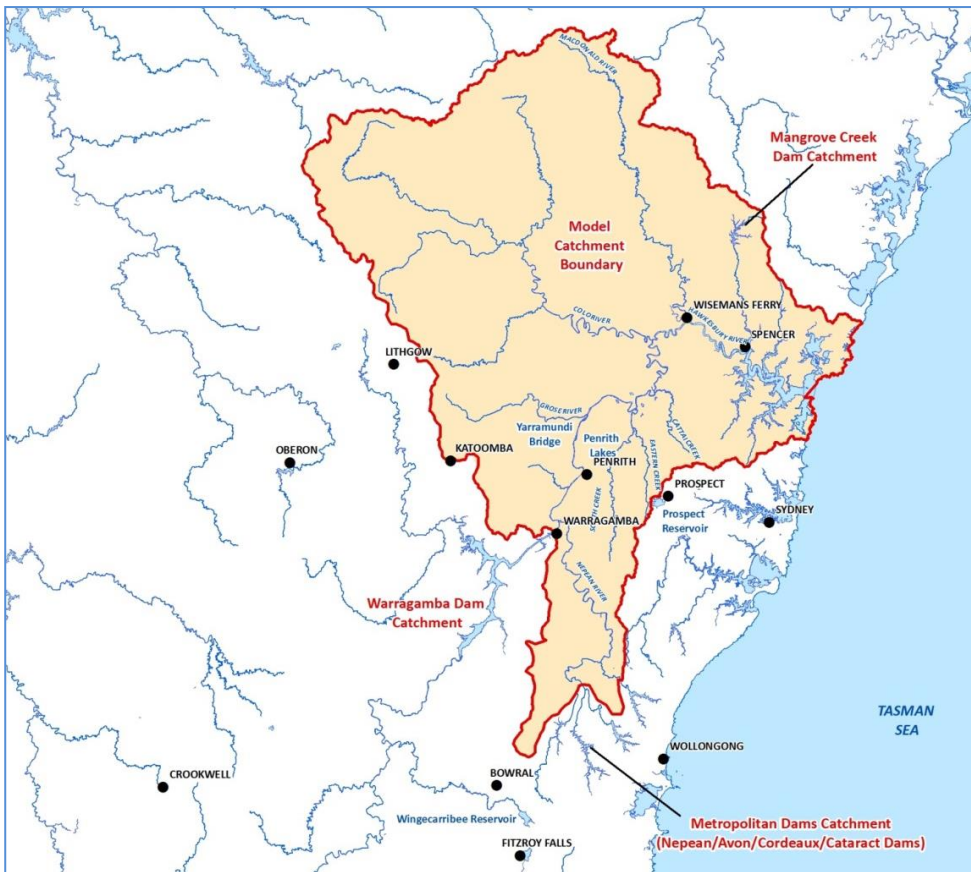 MACDONALD RIVER
Mangrove Creek
Dam Catchment
Model
Catchment
Boundary
WISEMANS FERRY
COLO RIVER
HAWKESBURY RIVER
SPENCER
LITHGOW
GROSE RIVER
Yarramundi
Bridge
CATTAI CREEK
OBERON
KATOOMBA
Penrith
Lakes
EASTERN CREEK
PENRITH
PROSPECT
SOUTH CREEK
Prospect
Reservoir
SYDNEY
WARRAGAMBA
NEPEAN RIVER
Warragamba Dam
Catchment
TASMAN
SEA
WOLLONGONG
CROOKWELL
BOWRAL
Wingecarribee Reservoir
Metropolitan Dams Catchment
(Nepean/Avon/Cordeaux/Cataract Dams)
FITZROY FALLS